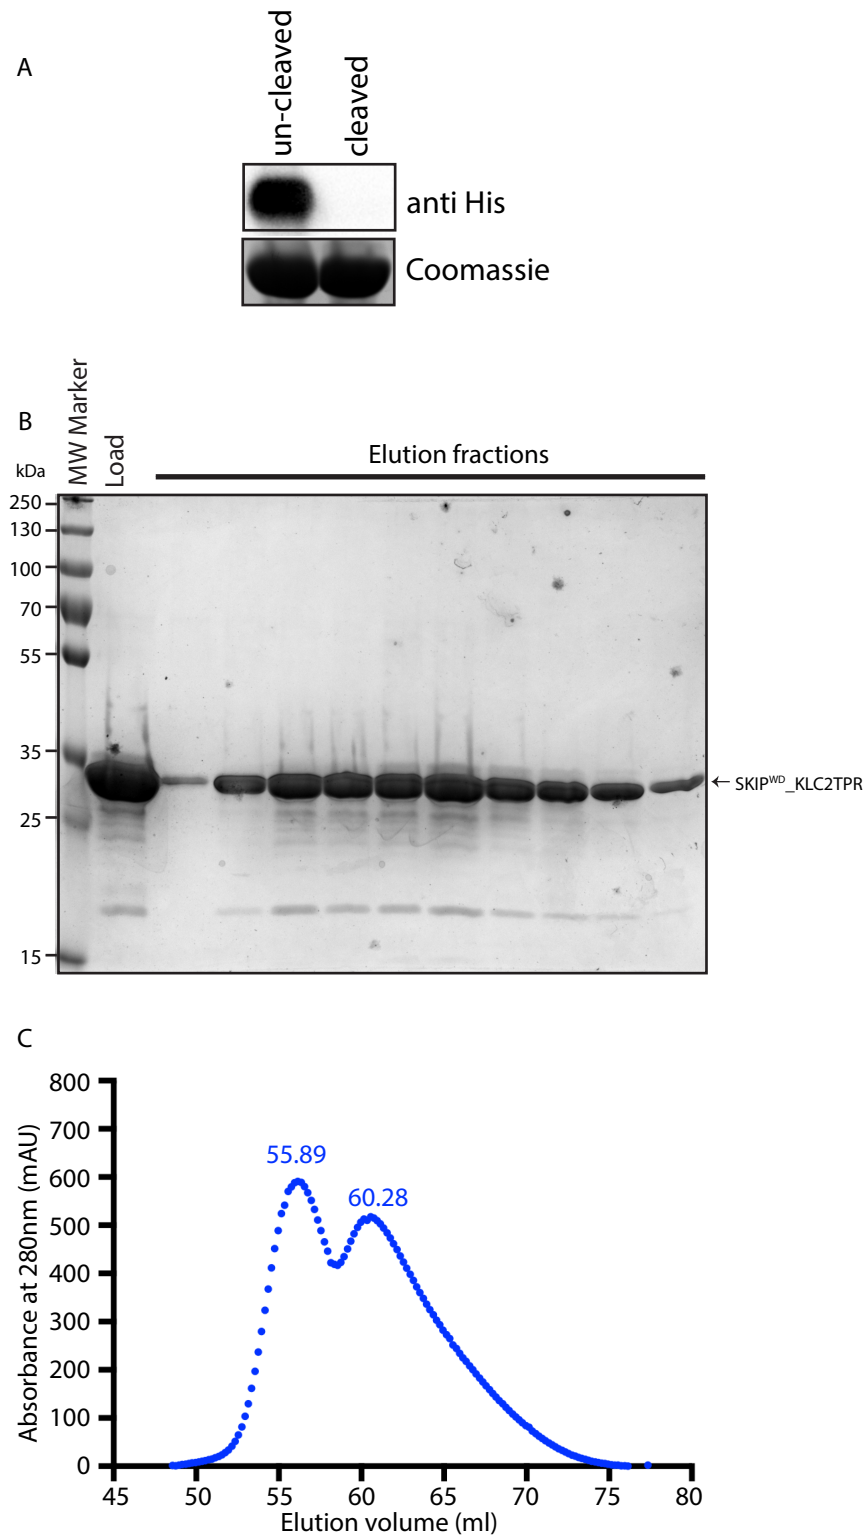 A
un-cleaved
cleaved
anti His
Coomassie
B
MW Marker
Load
Elution fractions
kDa
250
130
100
70
55
35
25
15
← SKIPᵂᴰ_KLC2TPR
C
800
700
600
500
400
300
200
100
0
Absorbance at 280nm (mAU)
55.89
60.28
45 50 55 60 65 70 75 80
Elution volume (ml)